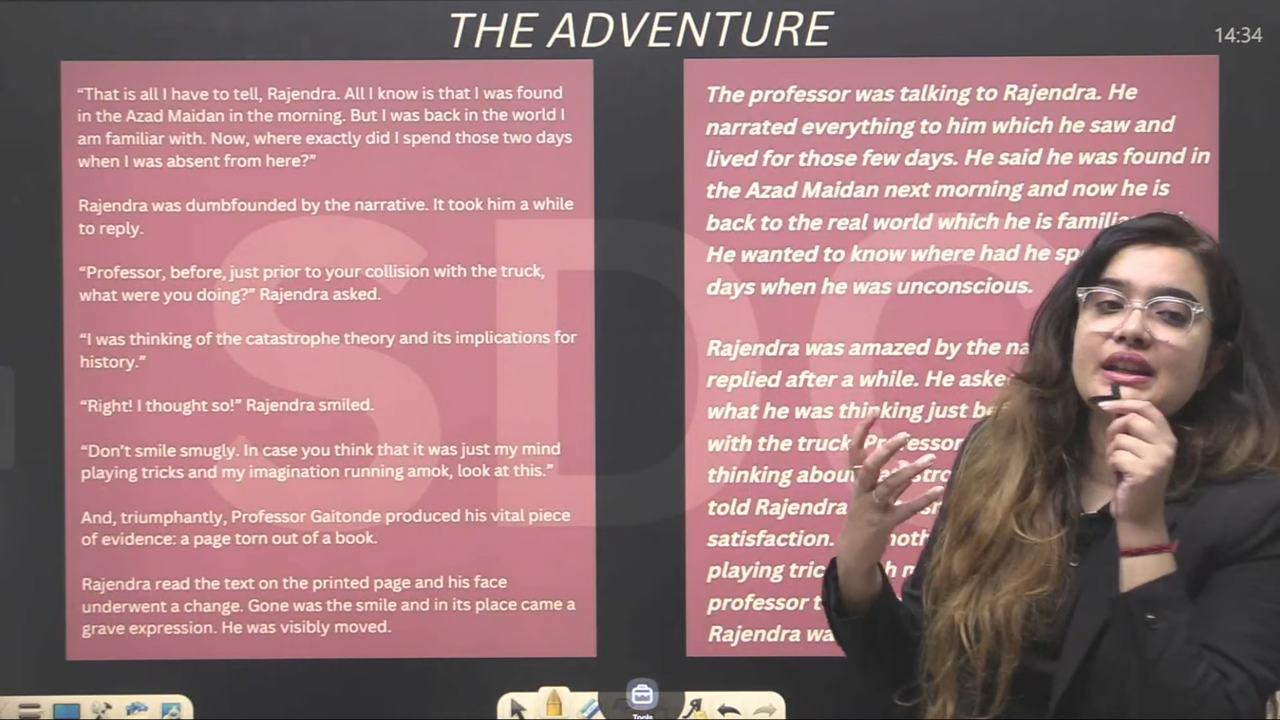 THE ADVENTURE
14:34
“That is all I have to tell, Rajendra. All I know is that I was found
in the Azad Maidan in the morning. But I was back in the world I
am familiar with. Now, where exactly did I spend those two days
when I was absent from here?”
Rajendra was dumbfounded by the narrative. It took him a while
to reply.
“Professor, before, just prior to your collision with the truck,
what were you doing?” Rajendra asked.
“I was thinking of the catastrophe theory and its implications for
history.”
“Right! I thought so!” Rajendra smiled.
“Don’t smile smugly. In case you think that it was just my mind
playing tricks and my imagination running amok, look at this.”
And, triumphantly, Professor Gaitonde produced his vital piece
of evidence: a page torn out of a book.
Rajendra read the text on the printed page and his face
underwent a change. Gone was the smile and in its place came a
grave expression. He was visibly moved.
The professor was talking to Rajendra. He
narrated everything to him which he saw and
lived for those few days. He said he was found in
the Azad Maidan next morning and now he is
back to the real world which he is
He wanted to know where had he
days when he was unconscious.
Rajendra was amazed by the
replied after a while. He
what he was thinking just
with the truck.
thinking
told Rajendra
satisfaction.
playing
professor
Rajendra
SDC
Tools